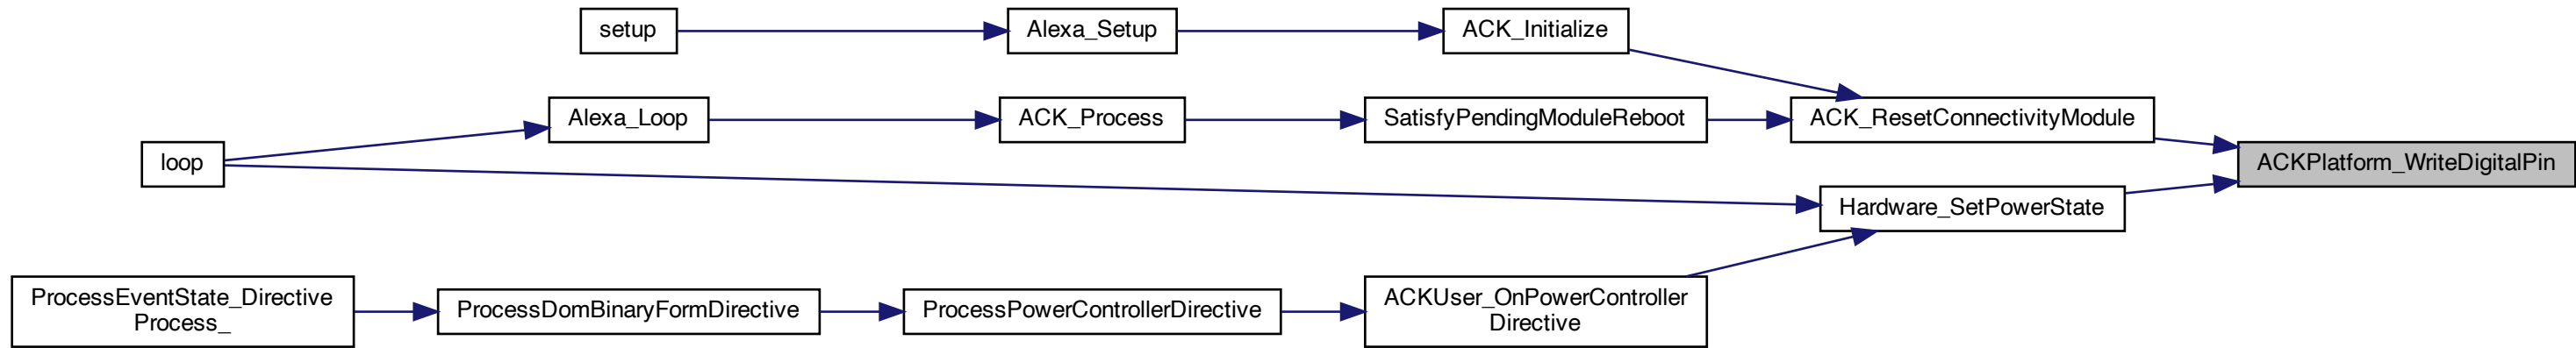 setup
Alexa_Setup
ACK_Initialize
Alexa_Loop
ACK_Process
SatisfyPendingModuleReboot
ACK_ResetConnectivityModule
loop
ACKPlatform_WriteDigitalPin
Hardware_SetPowerState
ProcessEventState_Directive
Process_
ProcessDomBinaryFormDirective
ProcessPowerControllerDirective
ACKUser_OnPowerController
Directive